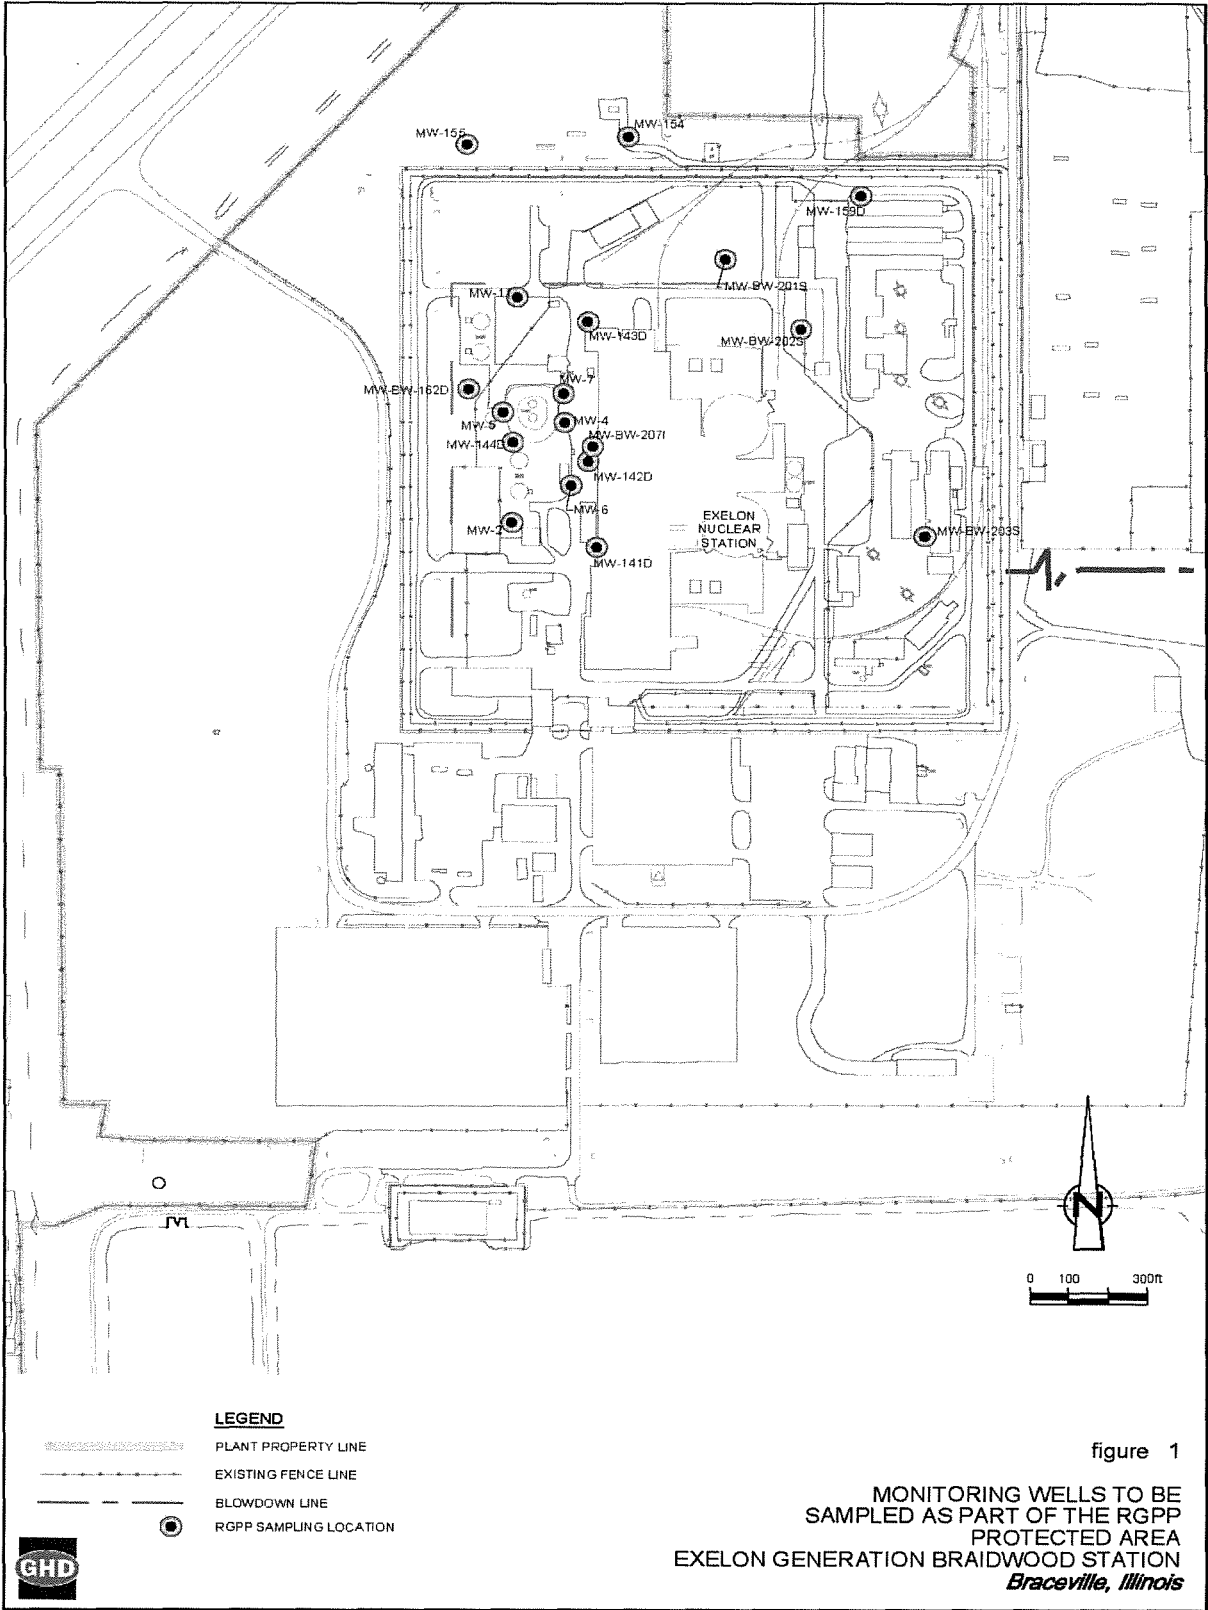 MW-155
MW-154
MW-159D
MW-BW-201S
MW-143D
MW-BW-202S
MW-BW-162D
MW-7
MW-5
MW-4
MW-144D
MW-BW-207I
MW-142D
MW-6
MW-2
MW-141D
EXELON
NUCLEAR
STATION
MW-BW-203S
N
0 100 300ft
LEGEND
PLANT PROPERTY LINE
EXISTING FENCE LINE
BLOWDOWN LINE
RGPP SAMPLING LOCATION
GHD
figure 1
MONITORING WELLS TO BE
SAMPLED AS PART OF THE RGPP
PROTECTED AREA
EXELON GENERATION BRAIDWOOD STATION
Braceville, Illinois